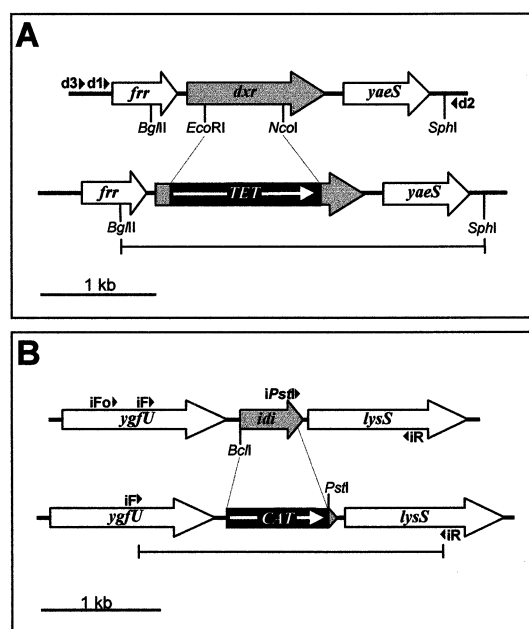 A
d3 d1 frr dxr yaeS d2
BglII EcoRI NcoI SphI
frr TET yaeS
BglII SphI
1 kb
B
iFo iF iPstI
ygfU idi lysS
BclI iR
PstI
iF
ygfU CAT lysS
iR
1 kb